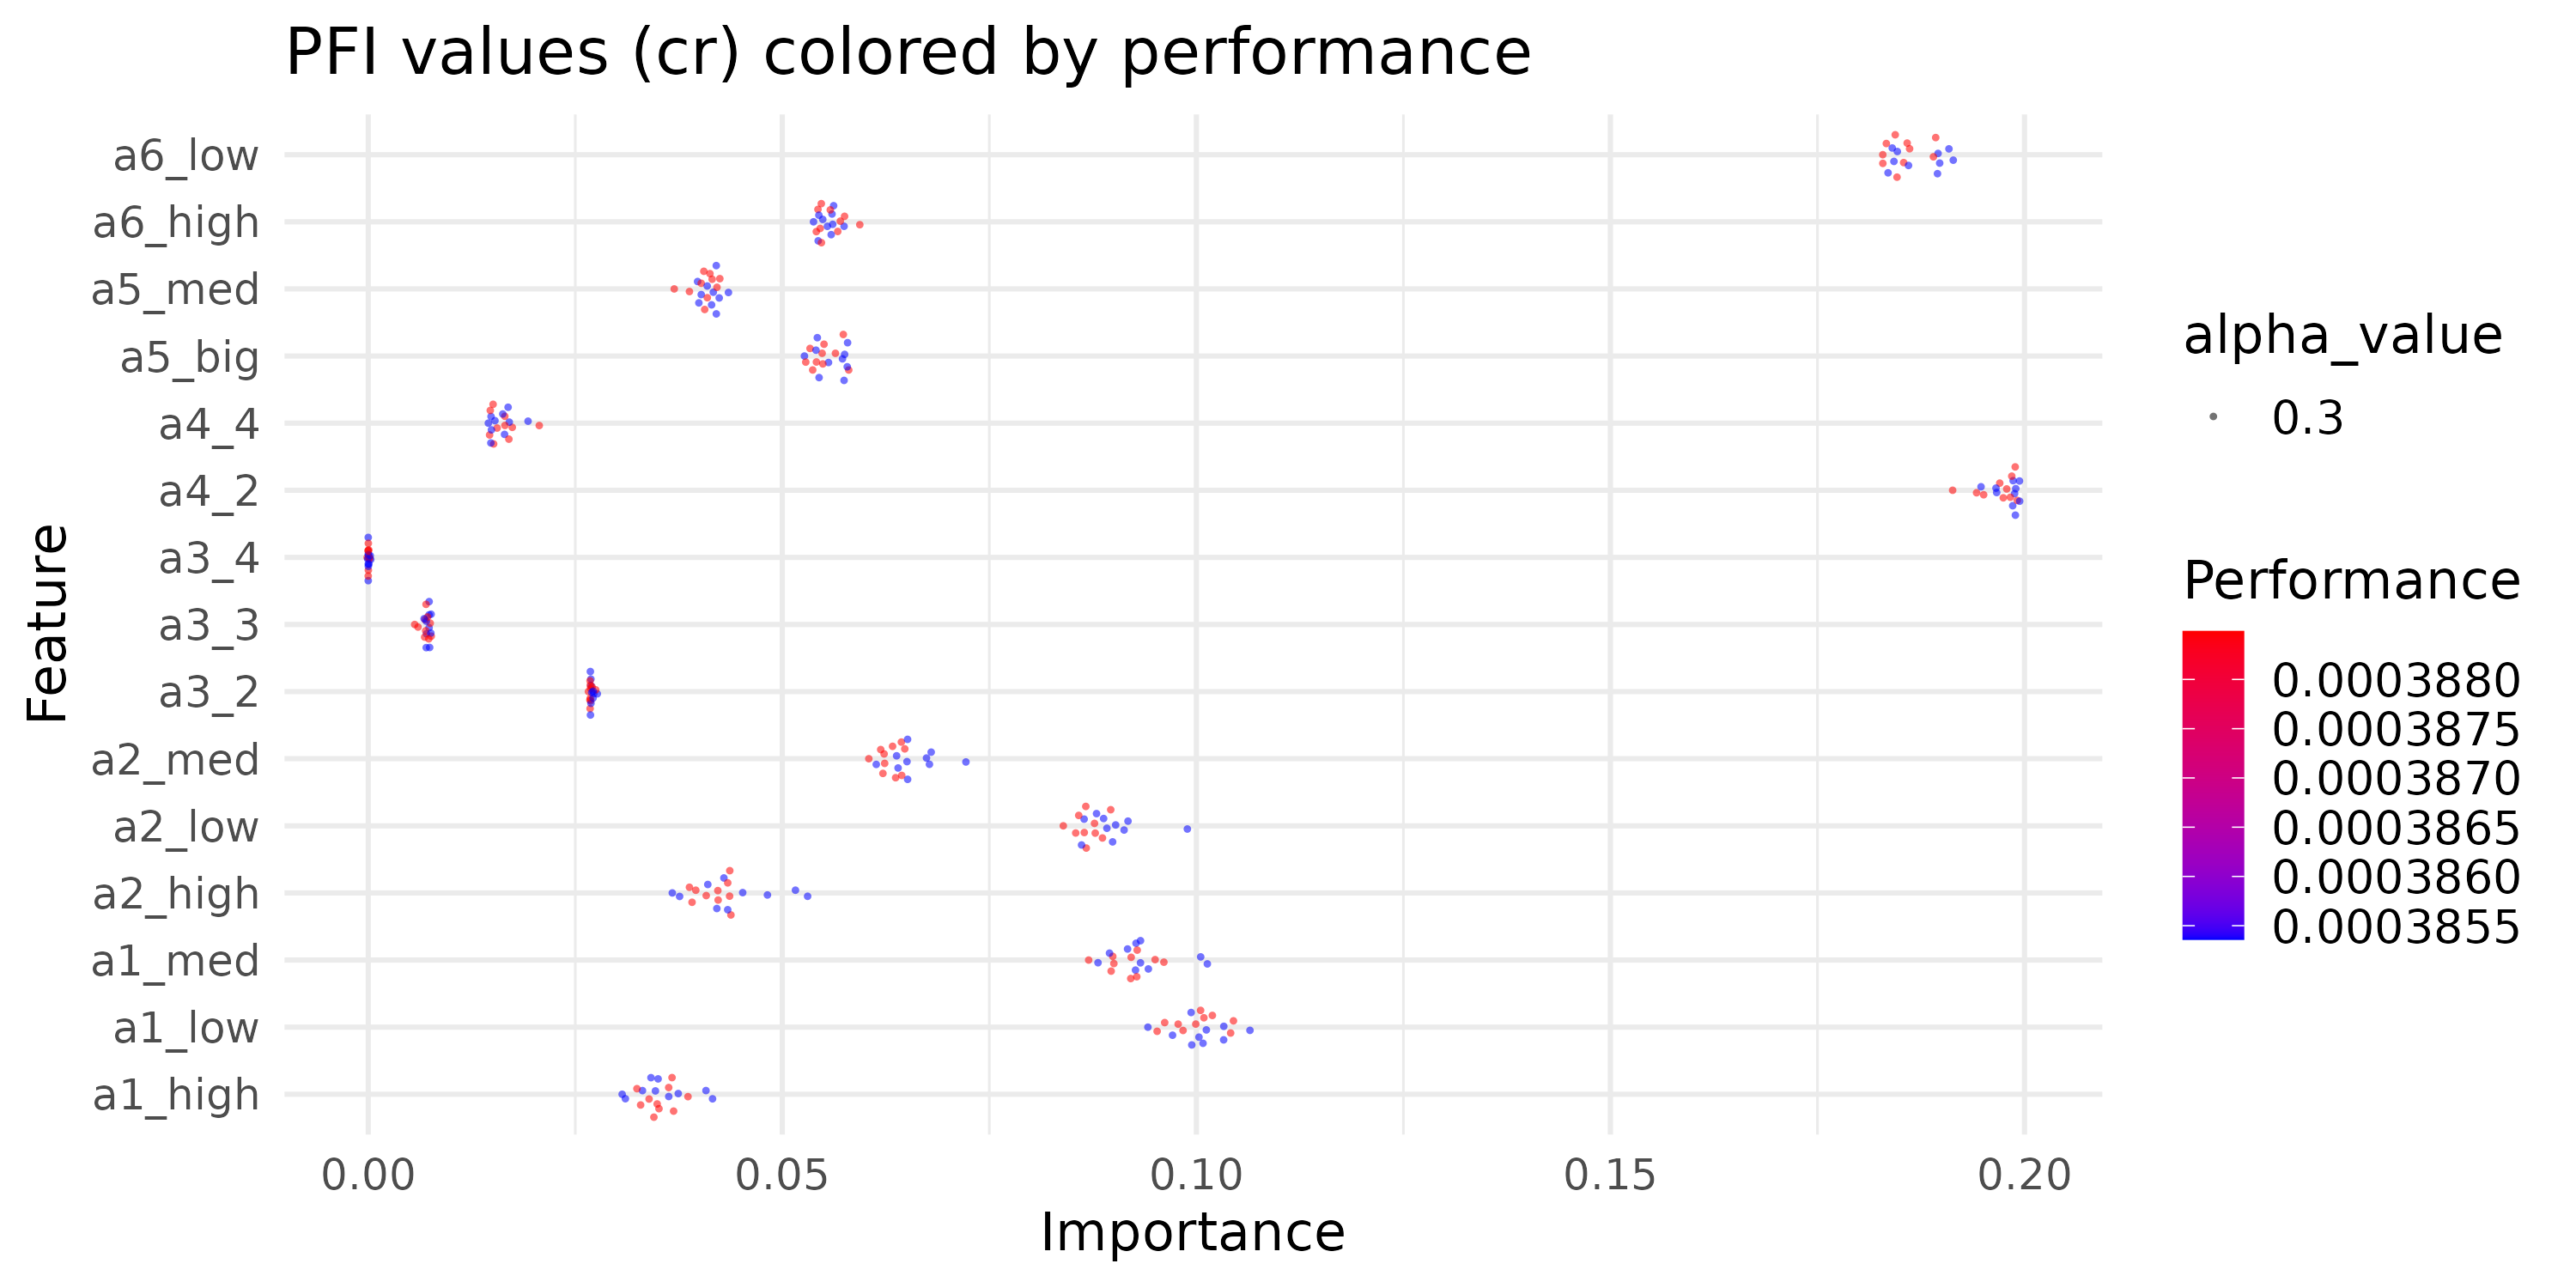 PFI values (cr) colored by performance
Feature
a6_low
a6_high
a5_med
a5_big
a4_4
a4_2
a3_4
a3_3
a3_2
a2_med
a2_low
a2_high
a1_med
a1_low
a1_high
0.00 0.05 0.10 0.15 0.20
Importance
alpha_value
0.3
Performance
0.0003880
0.0003875
0.0003870
0.0003865
0.0003860
0.0003855